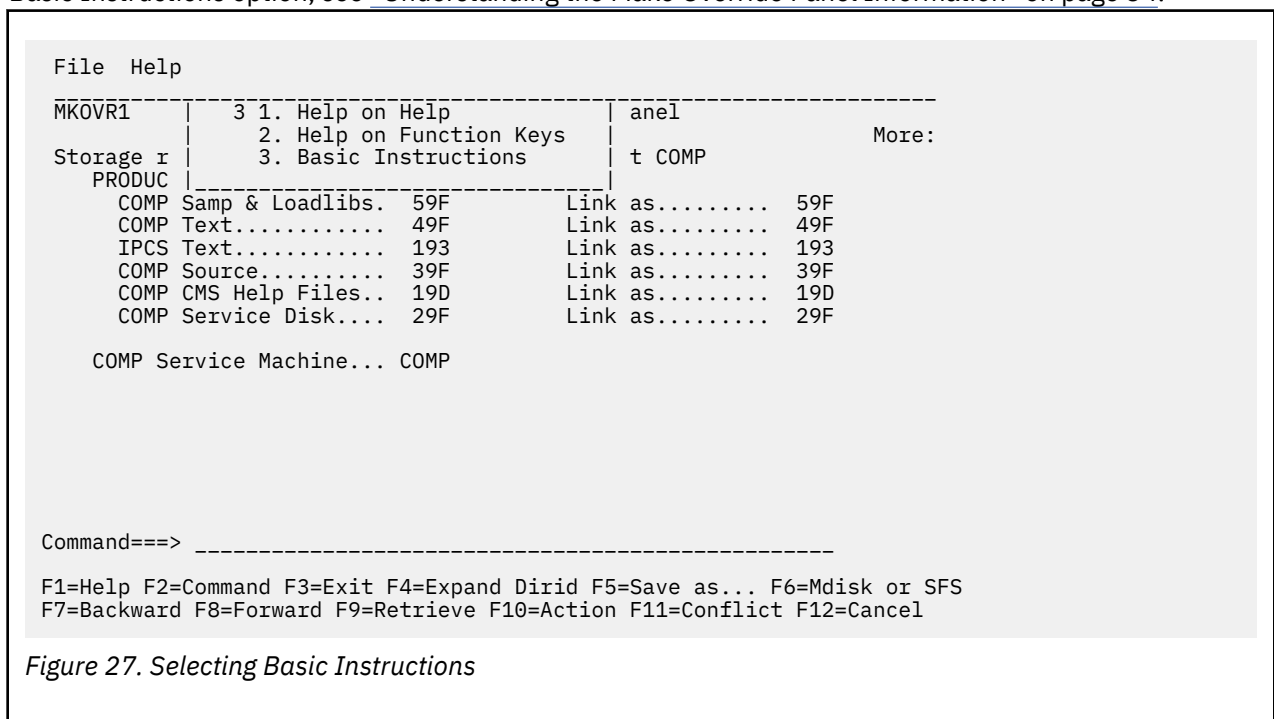 Basic Instructions option, see "Understanding the Make Override Panel Information" on page 34.
File  Help
_____________________________________________________________________
MKOVR1    |   3 1. Help on Help            | anel
          |     2. Help on Function Keys   |                    More:
Storage r |     3. Basic Instructions      | t COMP
   PRODUC |________________________________|
     COMP Samp & Loadlibs.  59F         Link as.........  59F
     COMP Text............  49F         Link as.........  49F
     IPCS Text............  193         Link as.........  193
     COMP Source..........  39F         Link as.........  39F
     COMP CMS Help Files..  19D         Link as.........  19D
     COMP Service Disk....  29F         Link as.........  29F
   COMP Service Machine... COMP
Command===> __________________________________________________
F1=Help F2=Command F3=Exit F4=Expand Dirid F5=Save as... F6=Mdisk or SFS
F7=Backward F8=Forward F9=Retrieve F10=Action F11=Conflict F12=Cancel
Figure 27. Selecting Basic Instructions